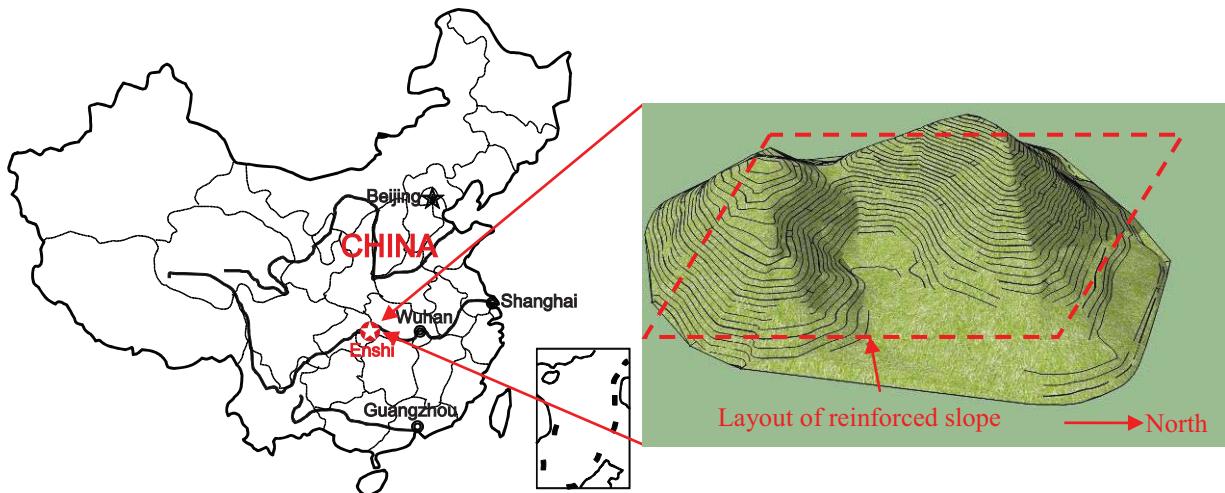 Beijing
CHINA
Shanghai
Wuhan
Enshi
Guangzhou
Layout of reinforced slope
North